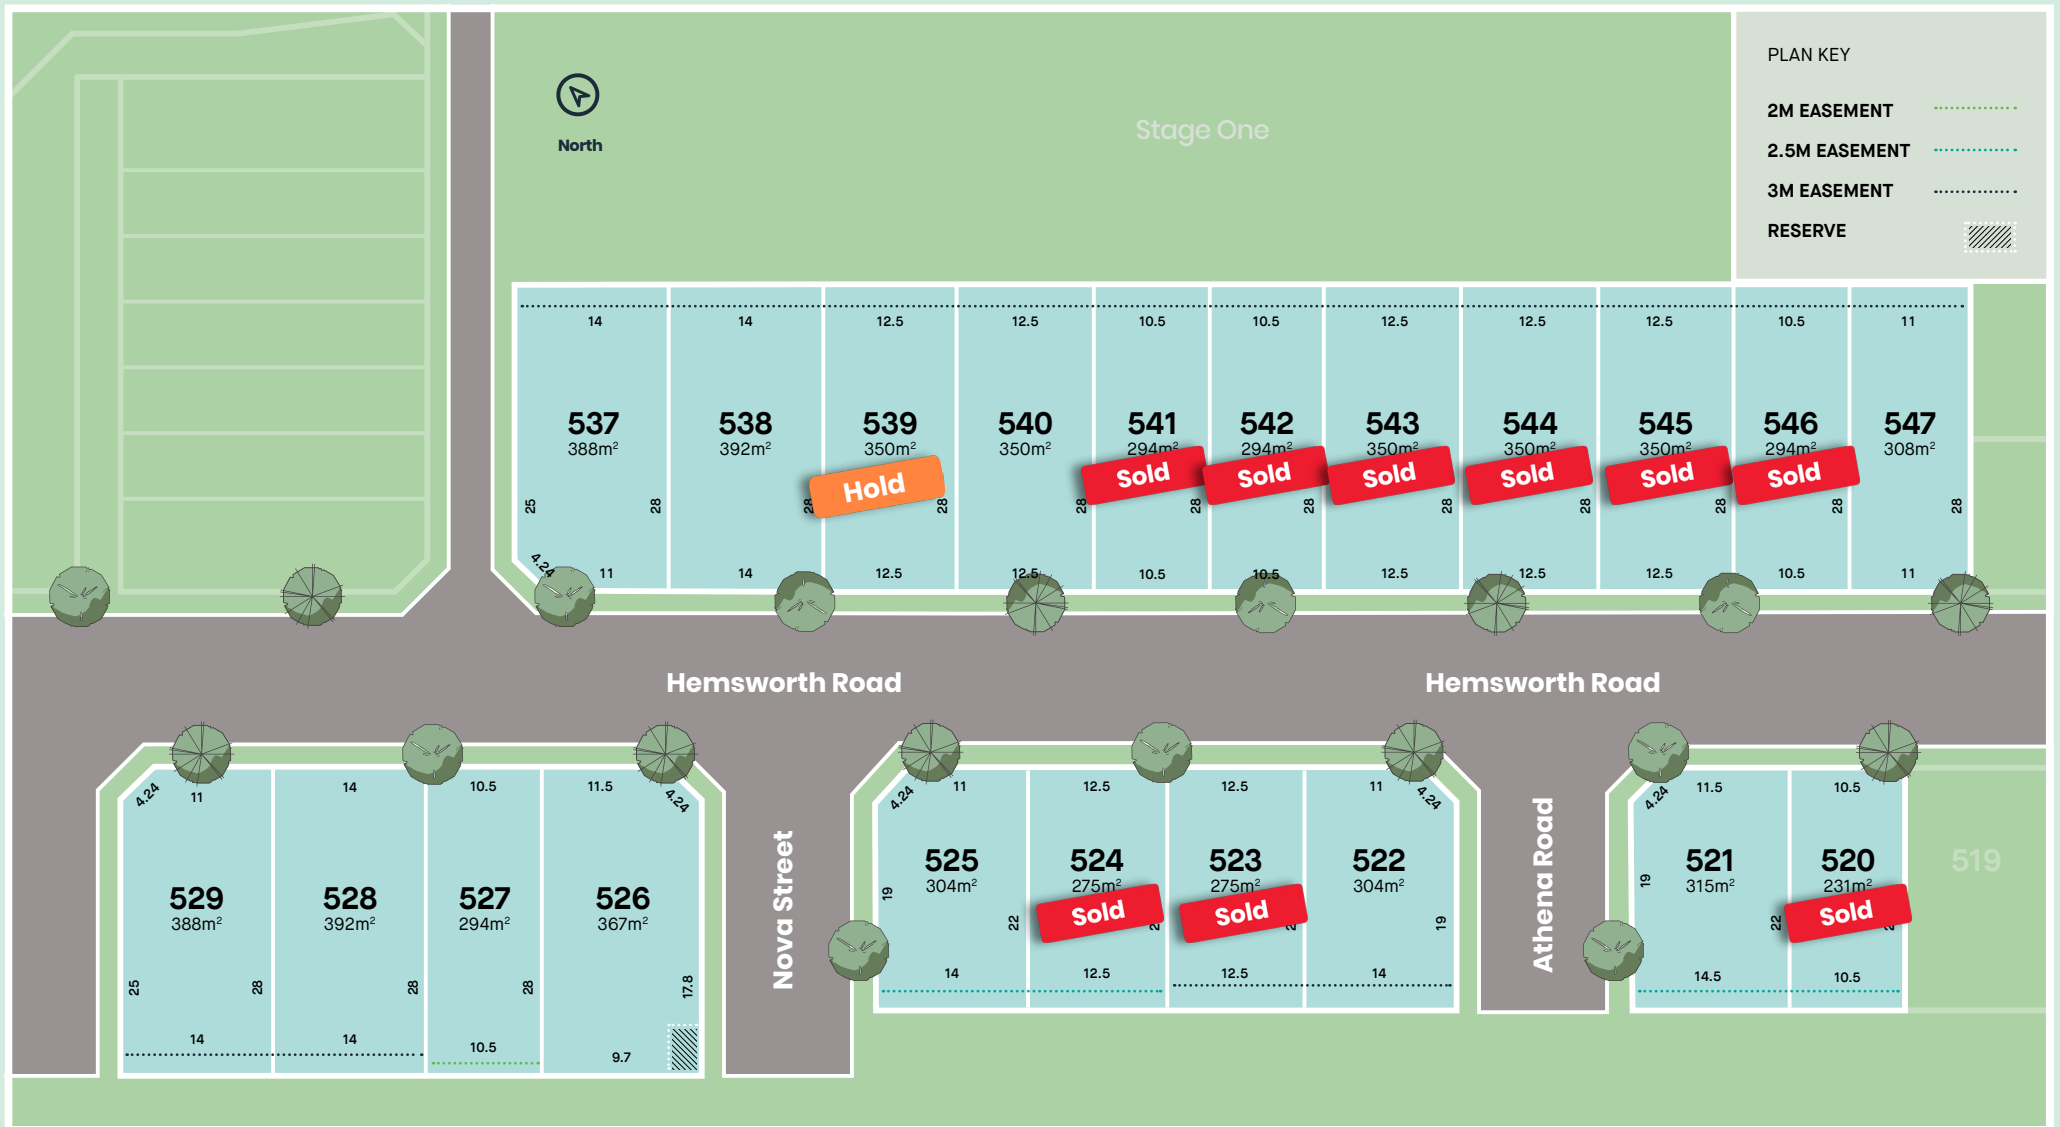 PLAN KEY
2M EASEMENT
2.5M EASEMENT
3M EASEMENT
RESERVE
North
Stage One
14 14 12.5 12.5 10.5 10.5 12.5 12.5 12.5 10.5 11
537 538 539 540 541 542 543 544 545 546 547
388m² 392m² 350m² 350m² 294m² 294m² 350m² 350m² 350m² 294m² 308m²
Hold Sold Sold Sold Sold Sold Sold
25 28 28 28 28 28 28 28 28 28 28 28
4.24
11 14 12.5 12.5 10.5 10.5 12.5 12.5 12.5 10.5 11
Hemsworth Road Hemsworth Road
4.24 11 14 10.5 11.5 4.24
529 528 527 526
388m² 392m² 294m² 367m²
25 28 28 28 17.8
14 14 10.5 9.7
Nova Street
4.24 11 12.5 12.5 11 4.24
525 524 523 522
304m² 275m² 275m² 304m²
Sold Sold
19 22 19
14 12.5 12.5 14
Athena Road
4.24 11.5 10.5
521 520 519
315m² 231m²
Sold
19 22
14.5 10.5